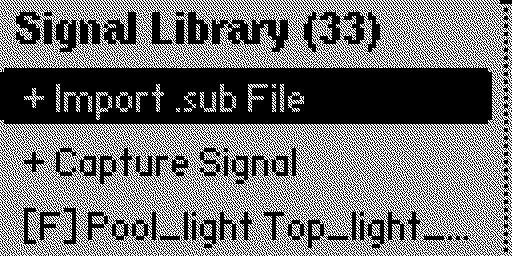 Signal Library (33)
+ Import .sub File
+ Capture Signal
[F] Pool_light Top_light_...